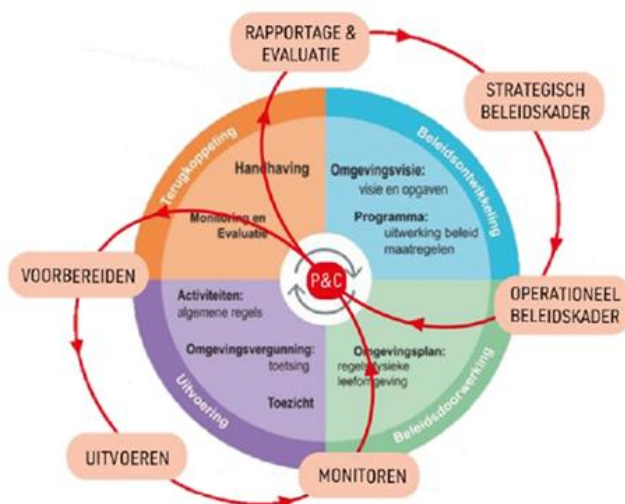 RAPPORTAGE &
EVALUATIE
STRATEGISCH
BELEIDSKADER
Terugkoppeling
Beleidsontwikkeling
Handhaving
Omgevingsvisie:
visie en opgaven
Monitoring en
Evaluatie
Programma:
uitwerking beleid
maatregelen
VOORBEREIDEN
P&C
OPERATIONEEL
BELEIDSKADER
Activiteiten:
algemene regels
Omgevingsvergunning:
toetsing
Omgevingsplan:
regels fysieke
leefomgeving
Toezicht
Uitvoering
Beleidsdoorwerking
UITVOEREN
MONITOREN